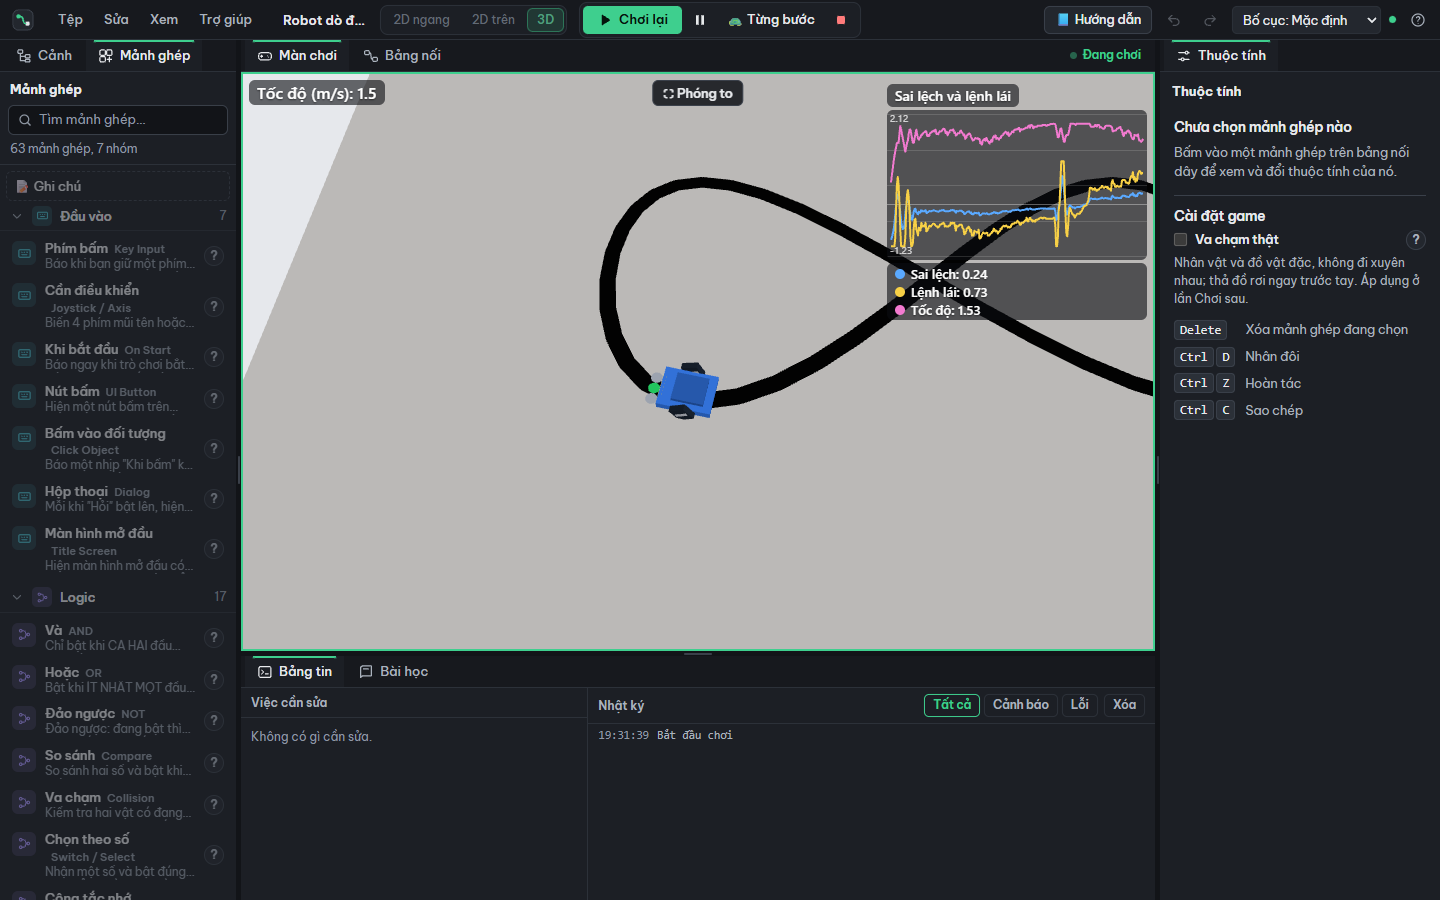 Tệp Sửa Xem Trợ giúp Robot dò đ... 2D ngang 2D trên 3D Chơi lại Từng bước Hướng dẫn Bố cục: Mặc định
Cảnh Mảnh ghép
Mảnh ghép
Tìm mảnh ghép...
63 mảnh ghép, 7 nhóm
Ghi chú
Đầu vào 7
Phím bấm Key Input ?
Báo khi bạn giữ một phím...
Cần điều khiển
Joystick / Axis ?
Biến 4 phím mũi tên hoặc...
Khi bắt đầu On Start ?
Báo ngay khi trò chơi bắt...
Nút bấm UI Button ?
Hiện một nút bấm trên...
Bấm vào đối tượng
Click Object ?
Báo một nhịp "Khi bấm" k...
Hộp thoại Dialog ?
Mỗi khi "Hỏi" bật lên, hiện...
Màn hình mở đầu
Title Screen ?
Hiện màn hình mở đầu có...
Logic 17
Và AND ?
Chỉ bật khi CẢ HAI đầu...
Hoặc OR ?
Bật khi ÍT NHẤT MỘT đầu...
Đảo ngược NOT ?
Đảo ngược: đang bật thì...
So sánh Compare ?
So sánh hai số và bật khi...
Va chạm Collision ?
Kiểm tra hai vật có đang...
Chọn theo số
Switch / Select ?
Nhận một số và bật đúng...
Công tắc nhớ
Màn chơi Bảng nối Đang chơi
Tốc độ (m/s): 1.5
Phóng to
Sai lệch và lệnh lái
2.12
-1.23
Sai lệch: 0.24
Lệnh lái: 0.73
Tốc độ: 1.53
Bảng tin Bài học
Việc cần sửa
Không có gì cần sửa.
Nhật ký Tất cả Cảnh báo Lỗi Xóa
19:31:39 Bắt đầu chơi
Thuộc tính
Thuộc tính
Chưa chọn mảnh ghép nào
Bấm vào một mảnh ghép trên bảng nối
dây để xem và đổi thuộc tính của nó.
Cài đặt game
Va chạm thật ?
Nhân vật và đồ vật đặc, không đi xuyên
nhau; thả đồ rơi ngay trước tay. Áp dụng ở
lần Chơi sau.
Delete Xóa mảnh ghép đang chọn
Ctrl D Nhân đôi
Ctrl Z Hoàn tác
Ctrl C Sao chép